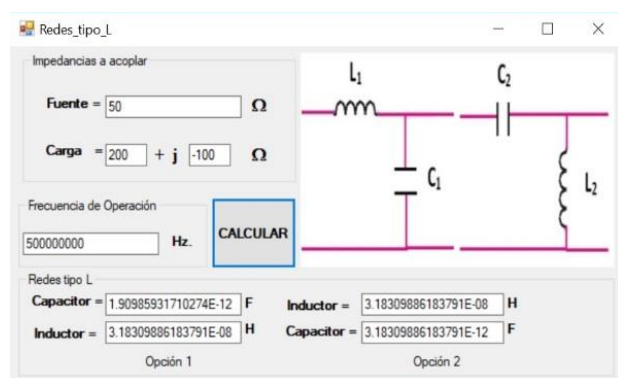 Redes_tipo_L
Impedancias a acoplar
Fuente = 50 Ω
Carga = 200 + j -100 Ω
L1
C2
C1
L2
Frecuencia de Operación
500000000 Hz.
CALCULAR
Redes tipo L
Capacitor = 1.90985931710274E-12 F
Inductor = 3.18309886183791E-08 H
Inductor = 3.18309886183791E-08 H
Capacitor = 3.18309886183791E-12 F
Opción 1
Opción 2